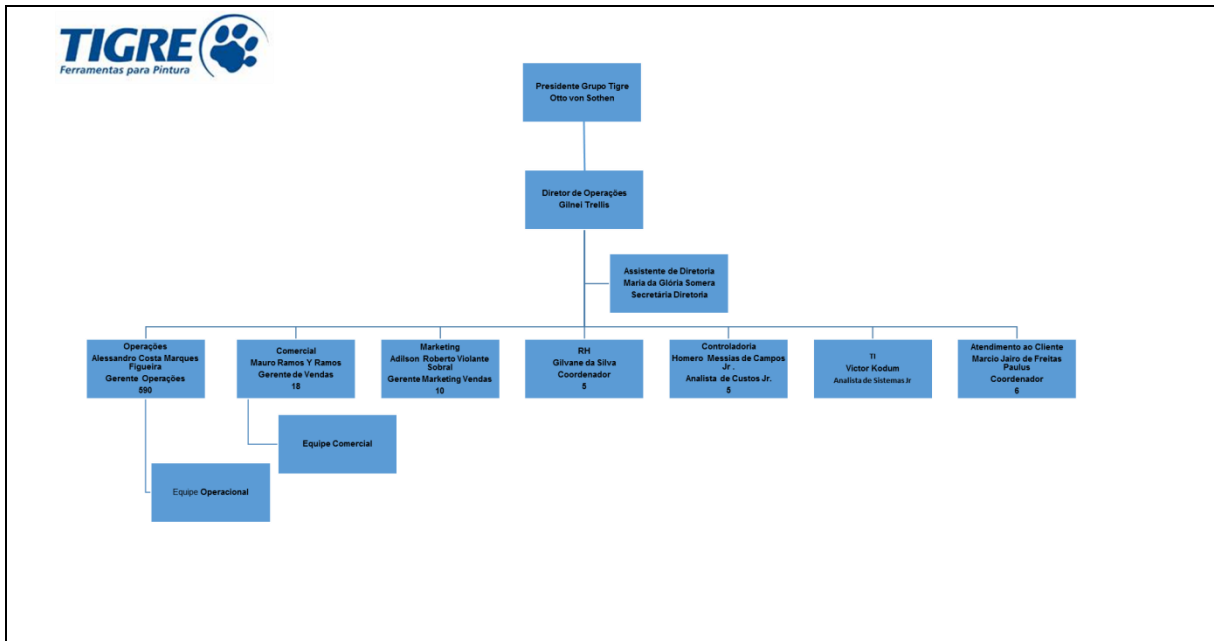 TIGRE
Ferramentas para Pintura
Presidente Grupo Tigre
Otto von Sothen
Diretor de Operações
Gilnei Trellis
Assistente de Diretoria
Maria da Glória Somera
Secretária Diretoria
Operações
Alessandro Costa Marques
Figueira
Gerente Operações
590
Comercial
Mauro Ramos Y Ramos
Gerente de Vendas
18
Marketing
Adilson Roberto Violante
Sobral
Gerente Marketing Vendas
10
RH
Gilvane da Silva
Coordenador
5
Controladoria
Homero Messias de Campos
Jr .
Analista de Custos Jr.
5
TI
Victor Kodum
Analista de Sistemas Jr
Atendimento ao Cliente
Marcio Jairo de Freitas
Paulus
Coordenador
6
Equipe Comercial
Equipe Operacional